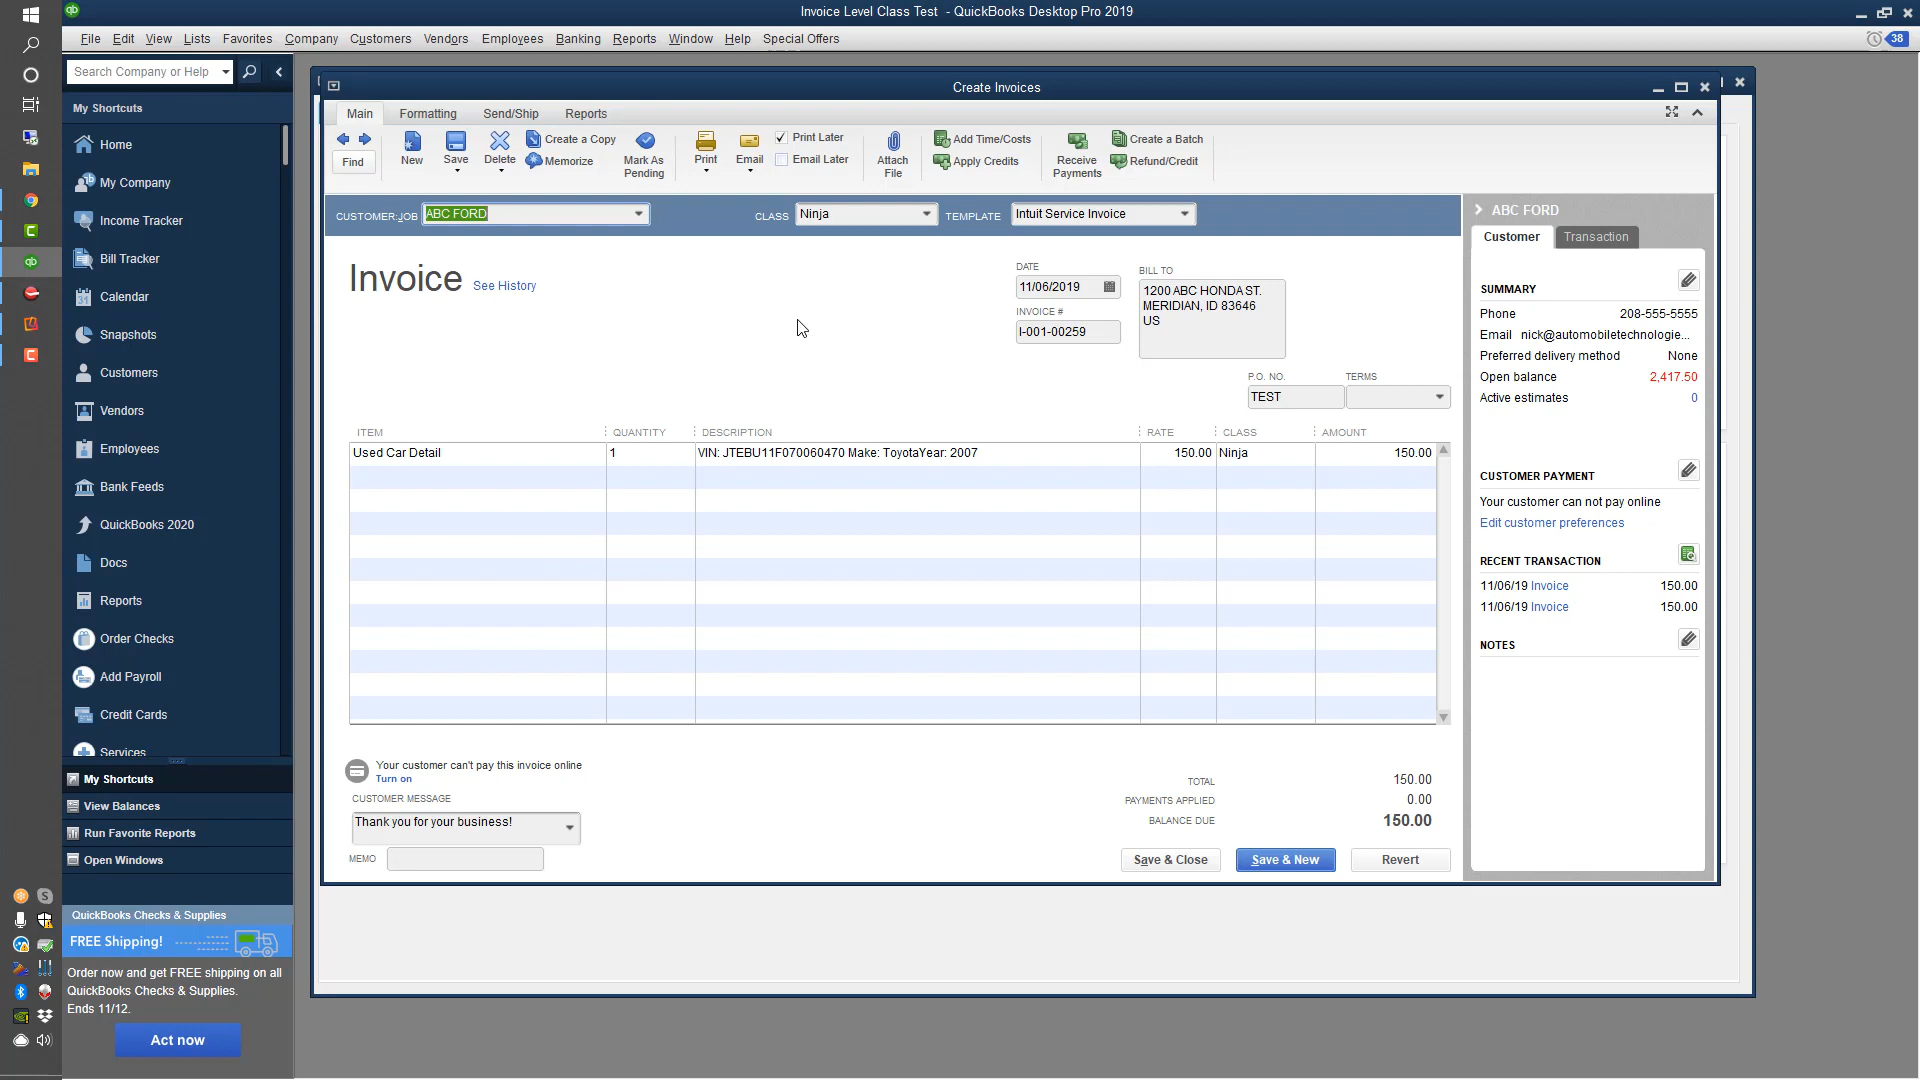 Invoice Level Class Test - QuickBooks Desktop Pro 2019
File Edit View Lists Favorites Company Customers Vendors Employees Banking Reports Window Help Special Offers
38
Search Company or Help
My Shortcuts
Home
My Company
Income Tracker
Bill Tracker
Calendar
Snapshots
Customers
Vendors
Employees
Bank Feeds
QuickBooks 2020
Docs
Reports
Order Checks
Add Payroll
Credit Cards
Services
My Shortcuts
View Balances
Run Favorite Reports
Open Windows
QuickBooks Checks & Supplies
FREE Shipping!
Order now and get FREE shipping on all
QuickBooks Checks & Supplies.
Ends 11/12.
Act now
Create Invoices
Main Formatting Send/Ship Reports
Find
New
Save
Delete
Create a Copy
Memorize
Mark As
Pending
Print
Email
Print Later
Email Later
Attach
File
Add Time/Costs
Apply Credits
Receive
Payments
Create a Batch
Refund/Credit
CUSTOMER:JOB ABC FORD CLASS Ninja TEMPLATE Intuit Service Invoice
Invoice See History
DATE
11/06/2019
INVOICE #
I-001-00259
BILL TO
1200 ABC HONDA ST.
MERIDIAN, ID 83646
US
P.O. NO. TERMS
TEST
ITEM QUANTITY DESCRIPTION RATE CLASS AMOUNT
Used Car Detail 1 VIN: JTEBU11F070060470 Make: ToyotaYear: 2007 150.00 Ninja 150.00
Your customer can't pay this invoice online
Turn on
CUSTOMER MESSAGE
Thank you for your business!
MEMO
TOTAL 150.00
PAYMENTS APPLIED 0.00
BALANCE DUE 150.00
Save & Close Save & New Revert
ABC FORD
Customer Transaction
SUMMARY
Phone 208-555-5555
Email nick@automobiletechnologie...
Preferred delivery method None
Open balance 2,417.50
Active estimates 0
CUSTOMER PAYMENT
Your customer can not pay online
Edit customer preferences
RECENT TRANSACTION
11/06/19 Invoice 150.00
11/06/19 Invoice 150.00
NOTES